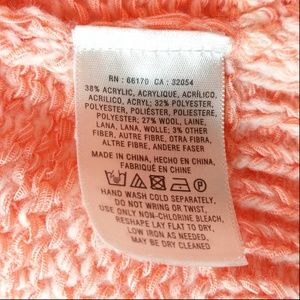 RN : 66170 CA : 32054
38% ACRYLIC, ACRYLIQUE, ACRÍLICO,
ACRILICO, ACRYL; 32% POLYESTER,
POLYESTER, POLIÉSTER, POLIESTERE,
POLYESTER; 27% WOOL, LAINE,
LANA, LANA, WOLLE; 3% OTHER
FIBER, AUTRE FIBRE, OTRA FIBRA,
ALTRE FIBRE, ANDERE FASER
MADE IN CHINA, HECHO EN CHINA,
FABRIQUÉ EN CHINE
HAND WASH COLD
DO NOT WRING OR TWIST,
USE ONLY NON-CHLORINE BLEACH,
RESHAPE LAY FLAT TO DRY,
LOW IRON AS NEEDED,
MAY BE DRY CLEANED